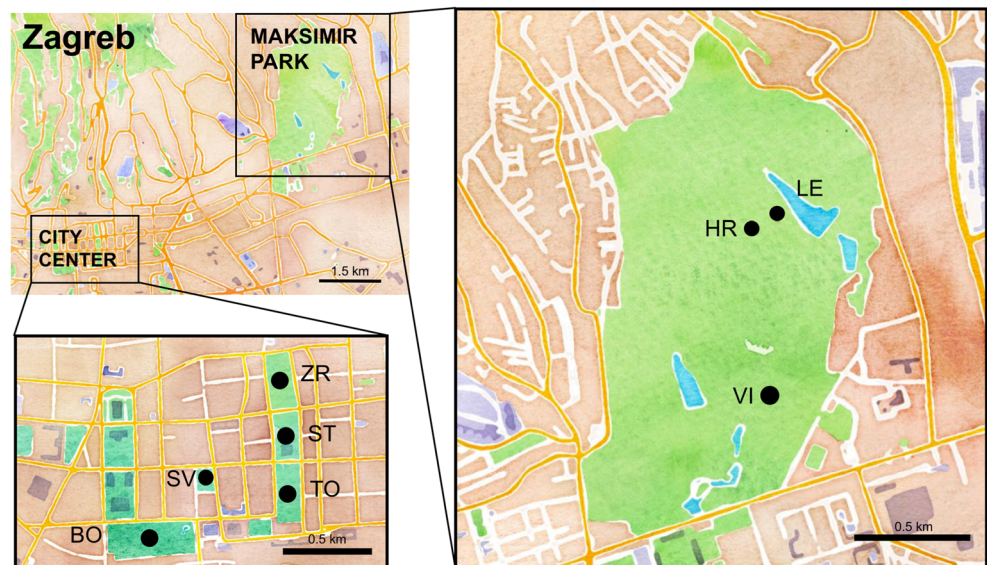 Zagreb
MAKSIMIR
PARK
CITY
CENTER
1.5 km
ZR
ST
SV
TO
BO
0.5 km
LE
HR
VI
0.5 km